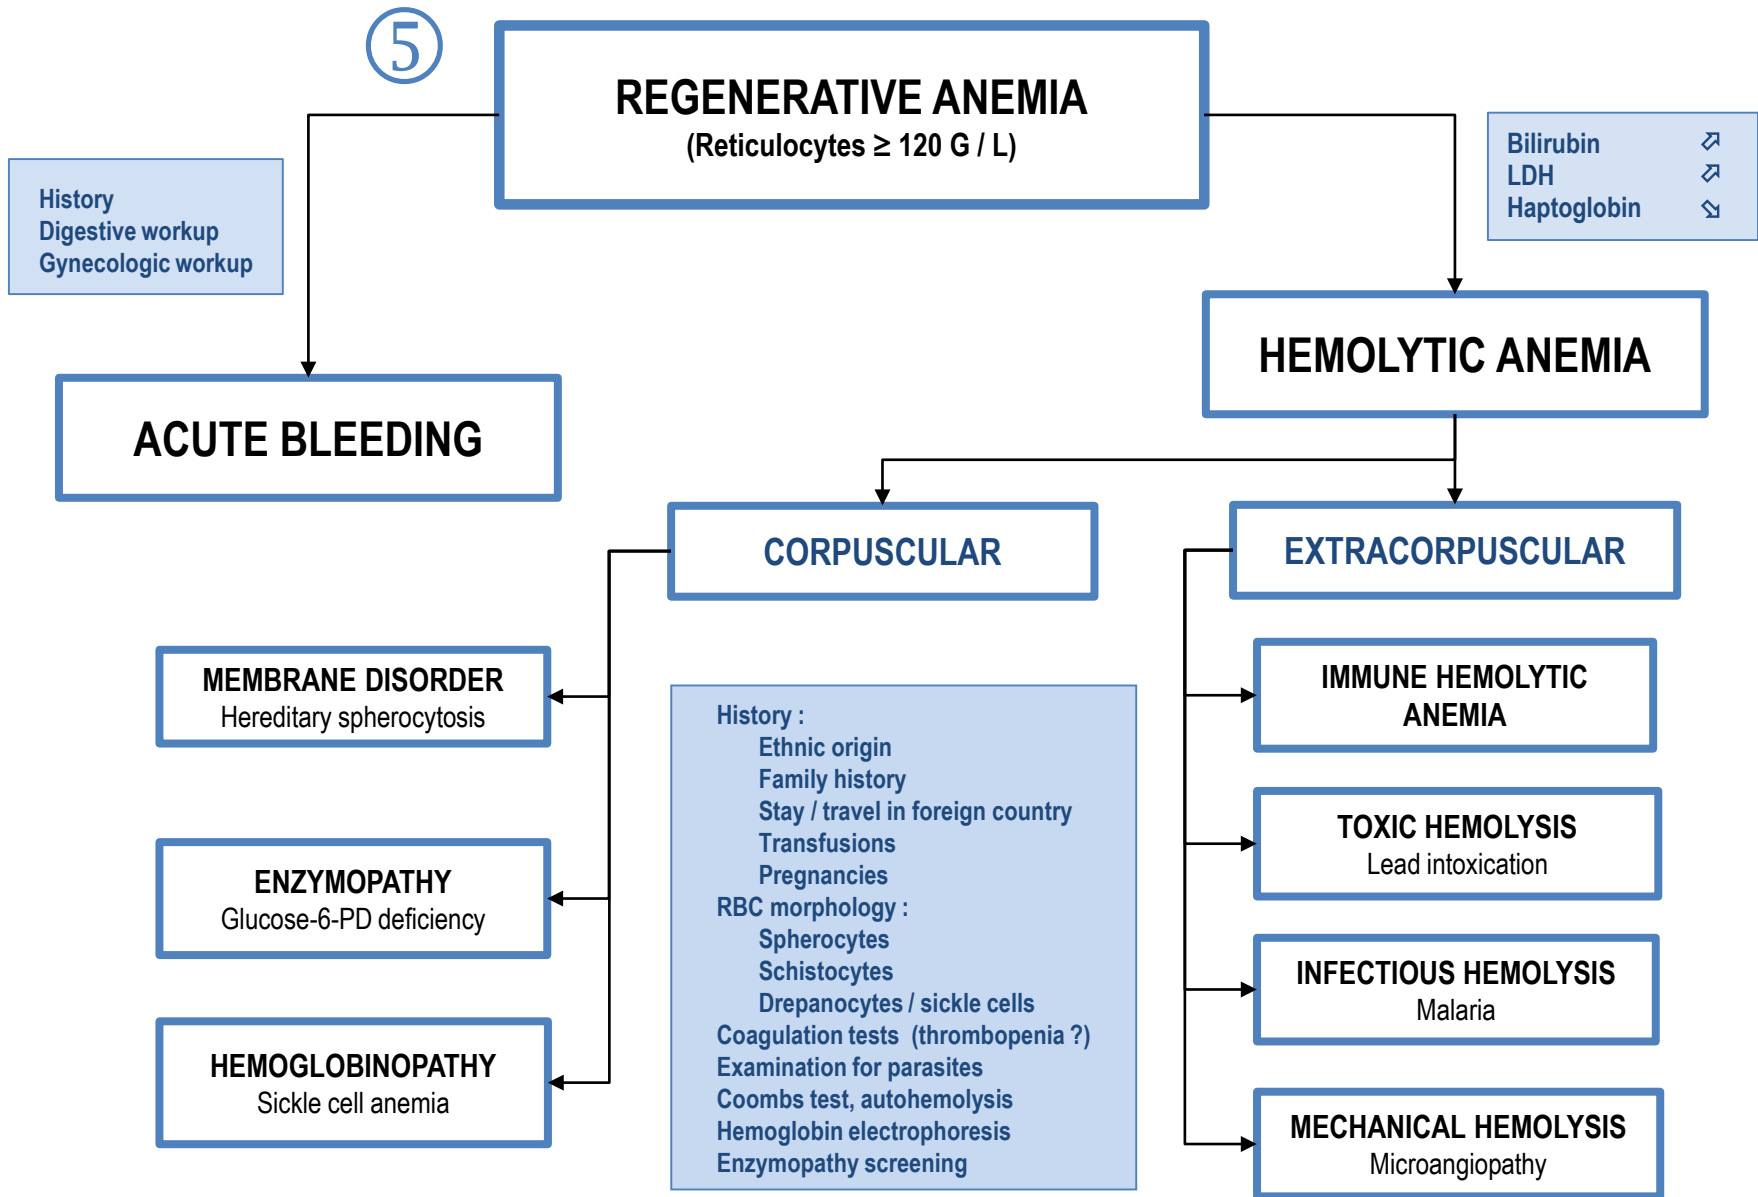 ⑤
REGENERATIVE ANEMIA
(Reticulocytes ≥ 120 G / L)
History
Digestive workup
Gynecologic workup
Bilirubin ⬀
LDH ⬀
Haptoglobin ⬂
HEMOLYTIC ANEMIA
ACUTE BLEEDING
CORPUSCULAR
EXTRACORPUSCULAR
MEMBRANE DISORDER
Hereditary spherocytosis
ENZYMOPATHY
Glucose-6-PD deficiency
HEMOGLOBINOPATHY
Sickle cell anemia
History :
Ethnic origin
Family history
Stay / travel in foreign country
Transfusions
Pregnancies
RBC morphology :
Spherocytes
Schistocytes
Drepanocytes / sickle cells
Coagulation tests (thrombopenia ?)
Examination for parasites
Coombs test, autohemolysis
Hemoglobin electrophoresis
Enzymopathy screening
IMMUNE HEMOLYTIC
ANEMIA
TOXIC HEMOLYSIS
Lead intoxication
INFECTIOUS HEMOLYSIS
Malaria
MECHANICAL HEMOLYSIS
Microangiopathy